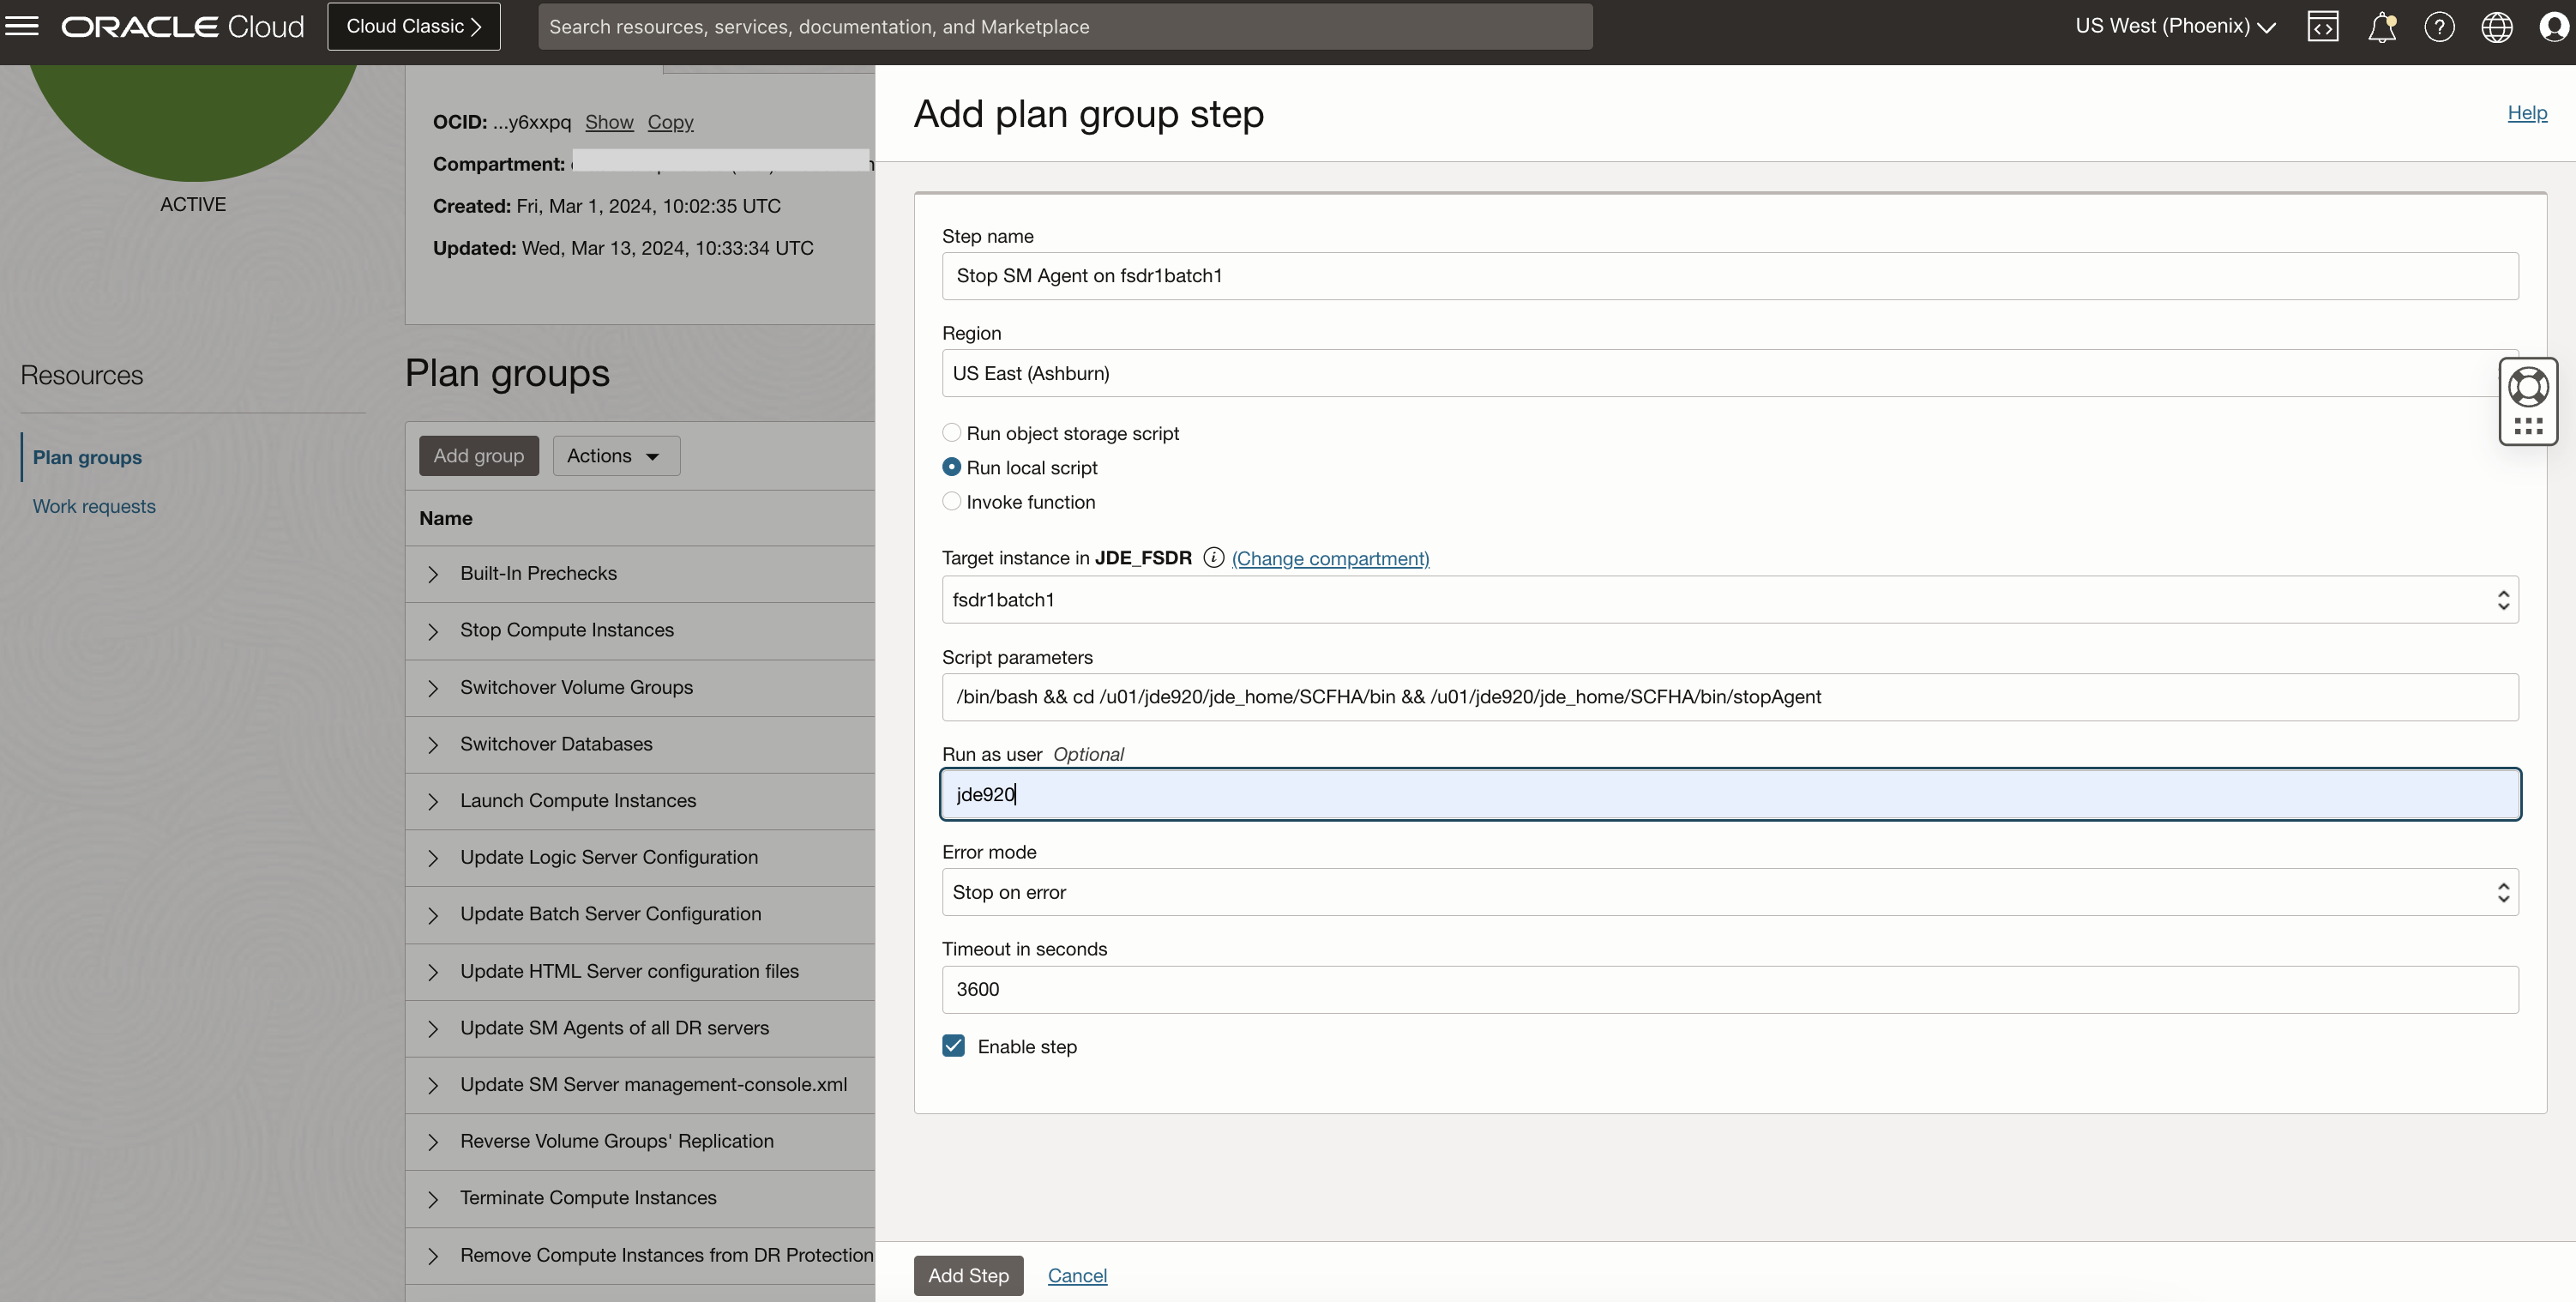 ORACLE Cloud
Cloud Classic
Search resources, services, documentation, and Marketplace
US West (Phoenix)
ACTIVE
OCID: ...y6xxpq Show Copy
Compartment:
Created: Fri, Mar 1, 2024, 10:02:35 UTC
Updated: Wed, Mar 13, 2024, 10:33:34 UTC
Resources
Plan groups
Work requests
Plan groups
Add group
Actions
Name
Built-In Prechecks
Stop Compute Instances
Switchover Volume Groups
Switchover Databases
Launch Compute Instances
Update Logic Server Configuration
Update Batch Server Configuration
Update HTML Server configuration files
Update SM Agents of all DR servers
Update SM Server management-console.xml
Reverse Volume Groups' Replication
Terminate Compute Instances
Remove Compute Instances from DR Protection
Add plan group step
Help
Step name
Stop SM Agent on fsdr1batch1
Region
US East (Ashburn)
Run object storage script
Run local script
Invoke function
Target instance in JDE_FSDR (Change compartment)
fsdr1batch1
Script parameters
/bin/bash && cd /u01/jde920/jde_home/SCFHA/bin && /u01/jde920/jde_home/SCFHA/bin/stopAgent
Run as user Optional
jde920
Error mode
Stop on error
Timeout in seconds
3600
Enable step
Add Step
Cancel